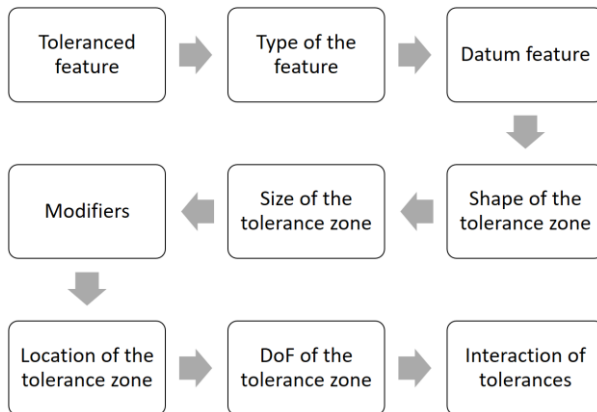 Toleranced
feature
Type of the
feature
Datum feature
Shape of the
tolerance zone
Size of the
tolerance zone
Modifiers
Location of the
tolerance zone
DoF of the
tolerance zone
Interaction of
tolerances